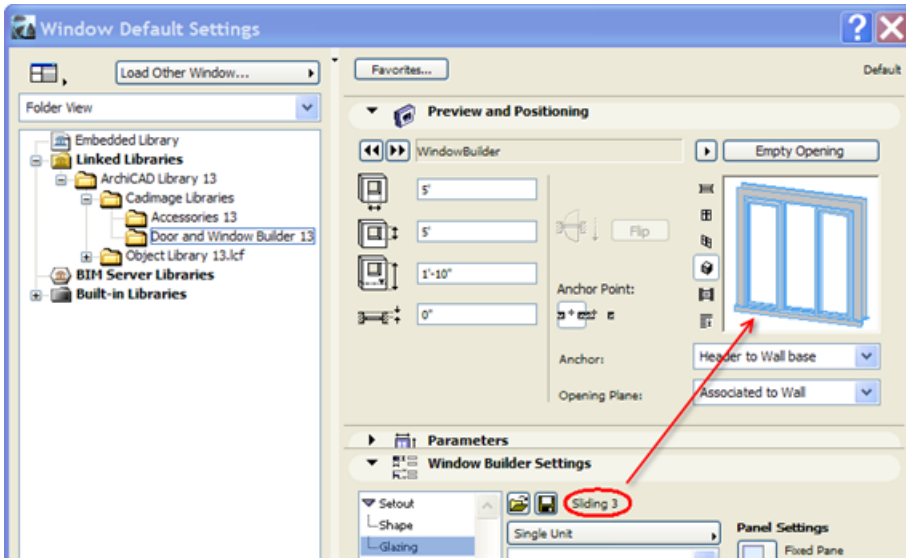 Window Default Settings
Load Other Window...
Folder View
Embedded Library
Linked Libraries
ArchiCAD Library 13
Cadimage Libraries
Accessories 13
Door and Window Builder 13
Object Library 13.lcf
BIM Server Libraries
Built-in Libraries
Favorites...
Default
Preview and Positioning
WindowBuilder
Empty Opening
5'
5'
Flip
1'-10"
Anchor Point:
0"
Anchor:
Header to Wall base
Opening Plane:
Associated to Wall
Parameters
Window Builder Settings
Setout
Shape
Glazing
Sliding 3
Single Unit
Panel Settings
Fixed Pane